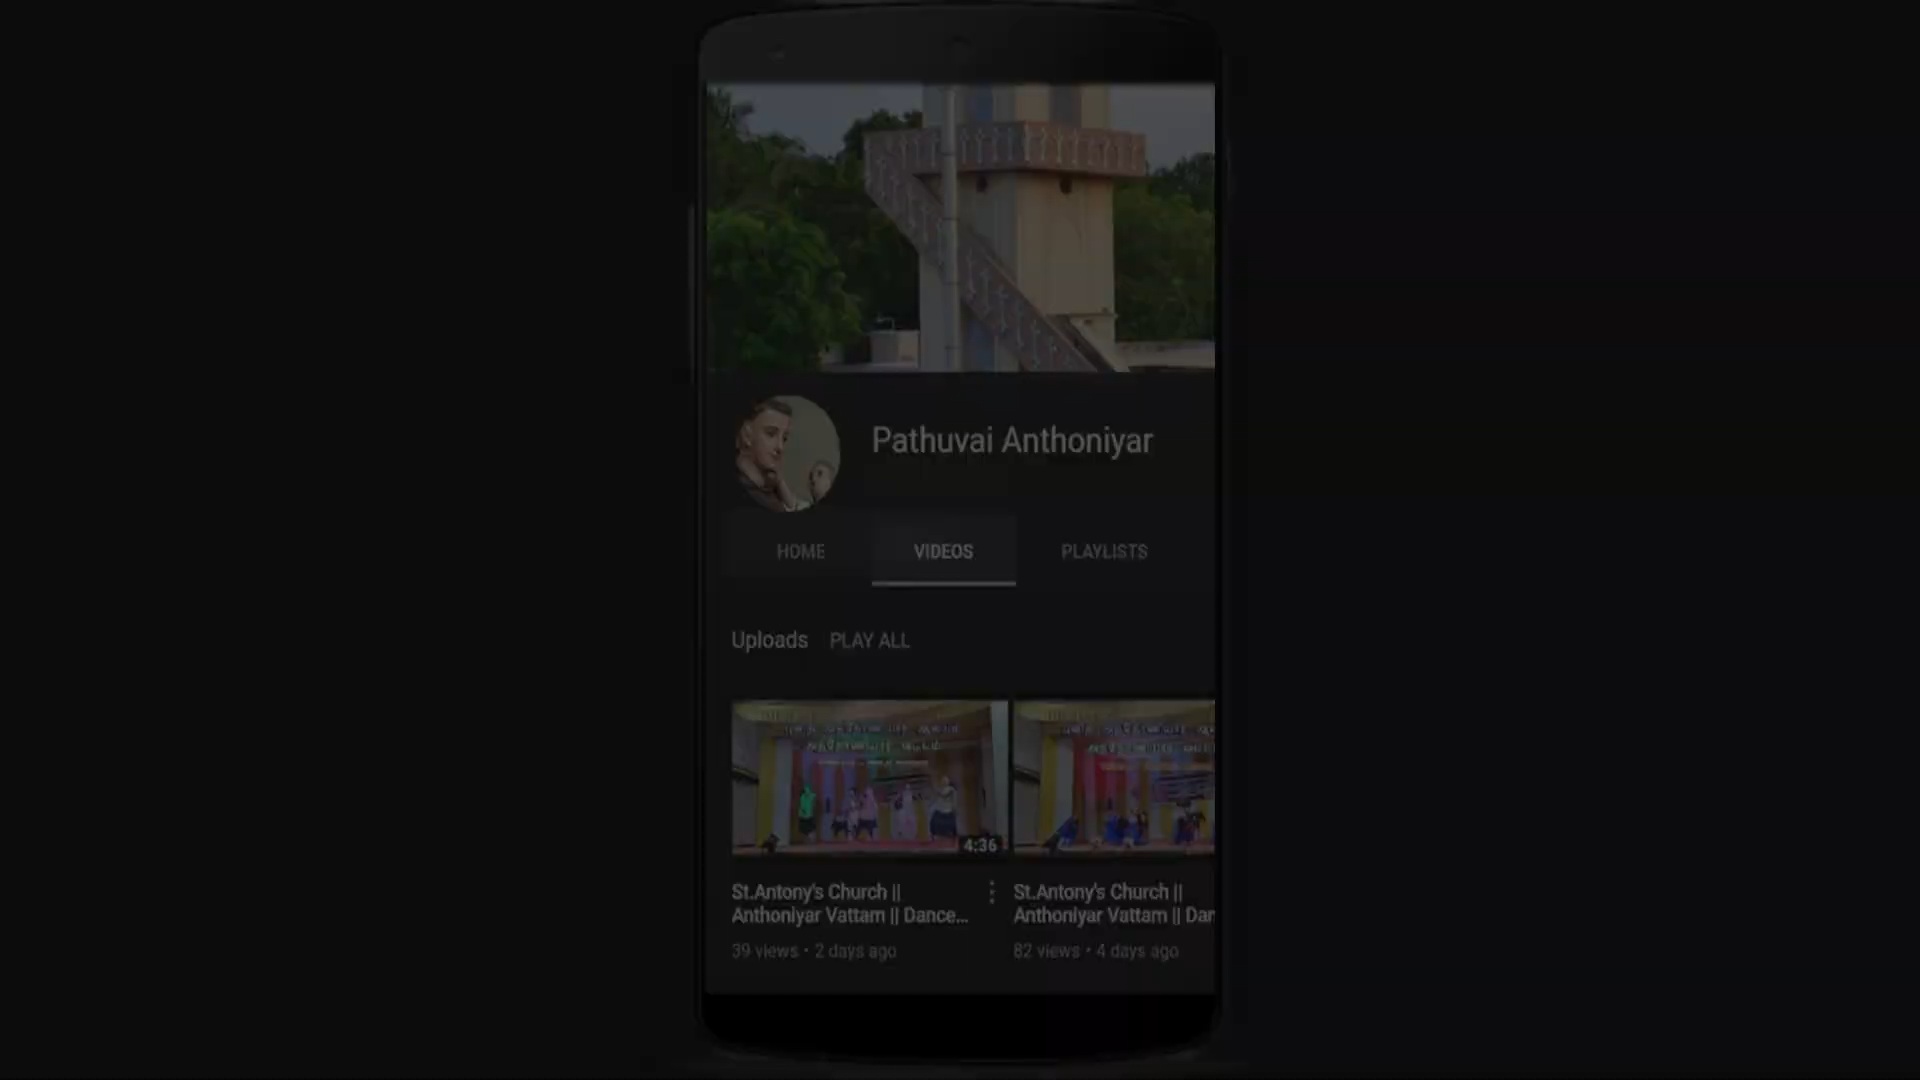 Pathuvai Anthoniyar
HOME VIDEOS PLAYLISTS
Uploads PLAY ALL
4:36
St.Antony's Church ||
Anthoniyar Vattam || Dance...
39 views • 2 days ago
St.Antony's Church ||
Anthoniyar Vattam || Dar
82 views • 4 days ago